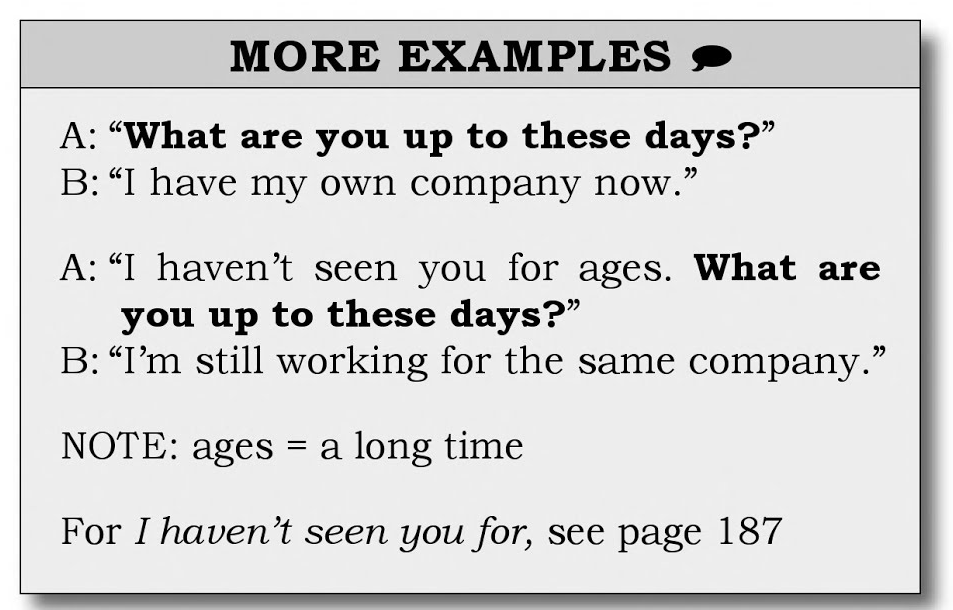 MORE EXAMPLES
A: “What are you up to these days?”
B: “I have my own company now.”
A: “I haven’t seen you for ages. What are
you up to these days?”
B: “I’m still working for the same company.”
NOTE: ages = a long time
For I haven’t seen you for, see page 187